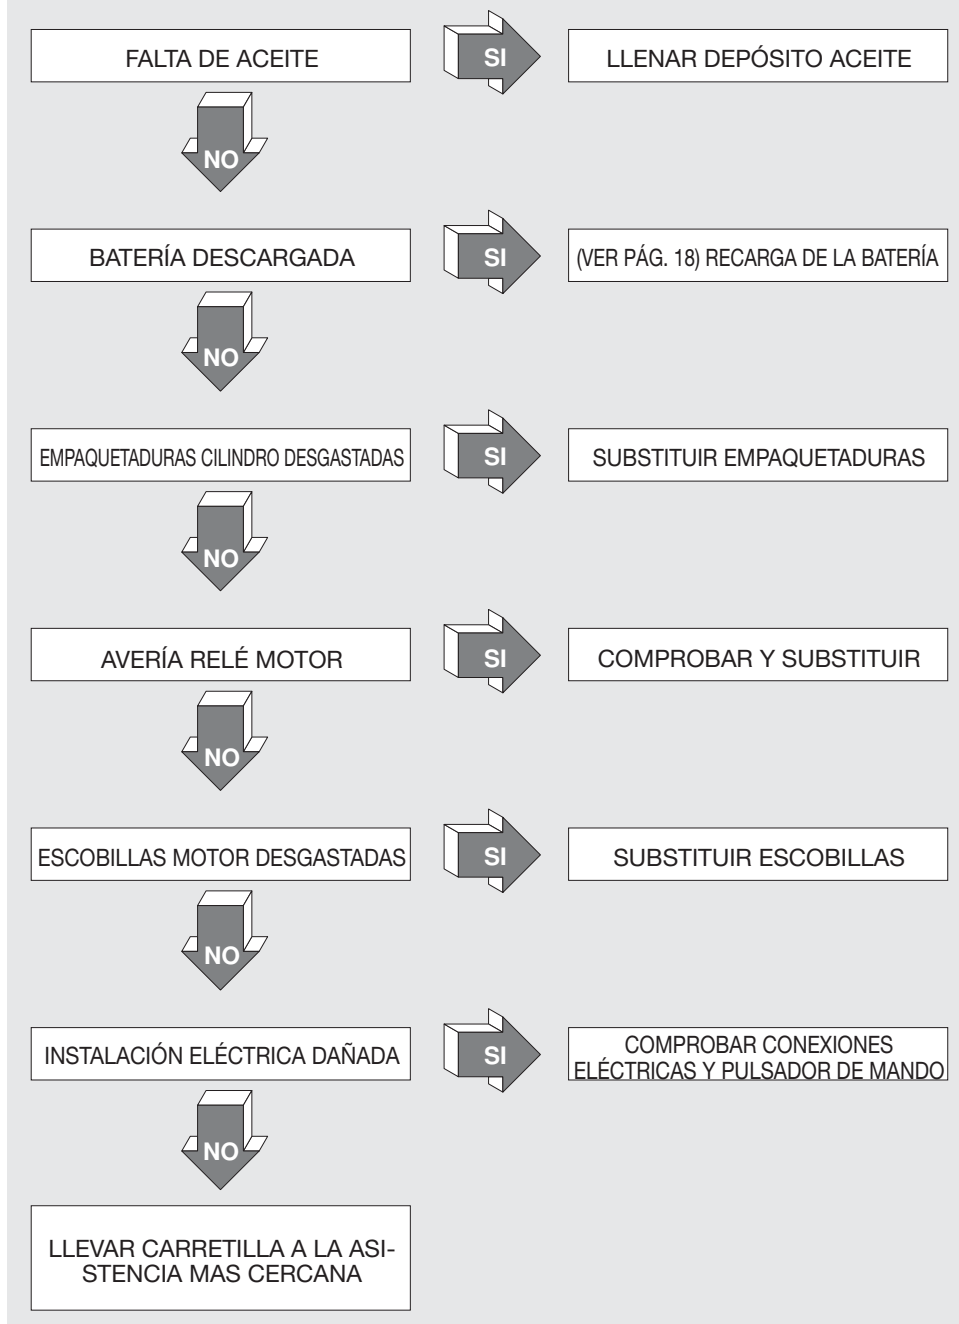 FALTA DE ACEITE
SI
LLENAR DEPÓSITO ACEITE
NO
BATERÍA DESCARGADA
SI
(VER PÁG. 18) RECARGA DE LA BATERÍA
NO
EMPAQUETADURAS CILINDRO DESGASTADAS
SI
SUBSTITUIR EMPAQUETADURAS
NO
AVERÍA RELÉ MOTOR
SI
COMPROBAR Y SUBSTITUIR
NO
ESCOBILLAS MOTOR DESGASTADAS
SI
SUBSTITUIR ESCOBILLAS
NO
INSTALACIÓN ELÉCTRICA DAÑADA
SI
COMPROBAR CONEXIONES
ELÉCTRICAS Y PULSADOR DE MANDO
NO
LLEVAR CARRETILLA A LA ASI-
STENCIA MAS CERCANA